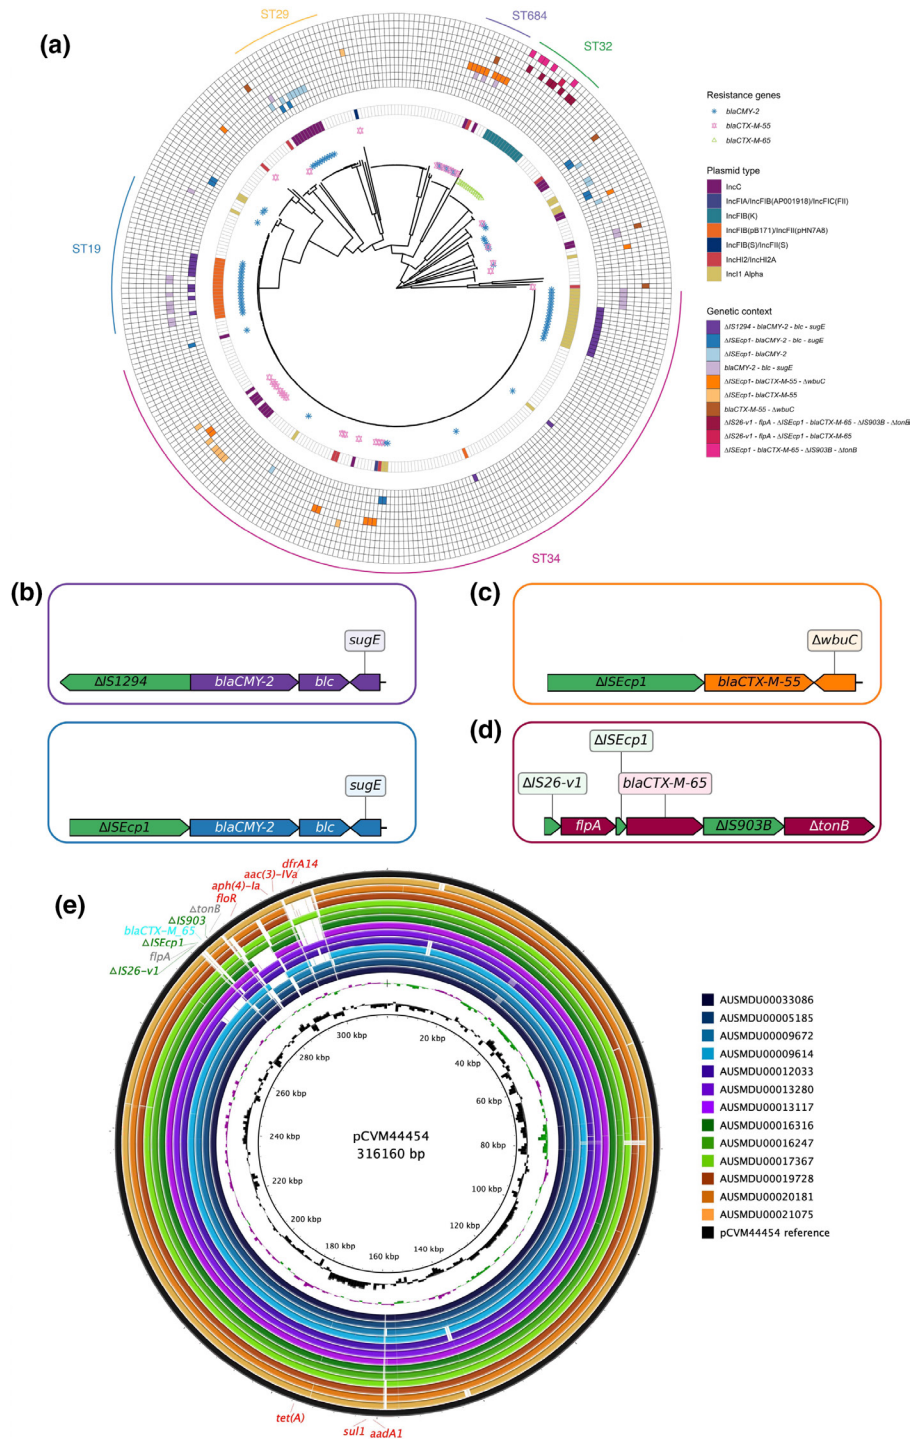 (a)
ST29
ST684
ST32
ST19
ST34
Resistance genes
blaCMY-2
blaCTX-M-55
blaCTX-M-65
Plasmid type
IncC
IncFIA/IncFIB(AP001918)/IncFIC(FII)
IncFIB(K)
IncFIB(pB171)/IncFII(pHN7A8)
IncFIB(S)/IncFII(S)
IncHI2/IncHI2A
IncI1 Alpha
Genetic context
ΔIS1294 - blaCMY-2 - blc - sugE
ΔISEcp1- blaCMY-2 - blc - sugE
ΔISEcp1- blaCMY-2
blaCMY-2 - blc - sugE
ΔISEcp1- blaCTX-M-55 - ΔwbuC
ΔISEcp1- blaCTX-M-55
blaCTX-M-55 - ΔwbuC
ΔIS26-v1 - flpA - ΔISEcp1 - blaCTX-M-65 - ΔIS903B - ΔtonB
ΔIS26-v1 - flpA - ΔISEcp1 - blaCTX-M-65
ΔISEcp1 - blaCTX-M-65 - ΔIS903B - ΔtonB
(b)
sugE
ΔIS1294 blaCMY-2 blc
sugE
ΔISEcp1 blaCMY-2 blc
(c)
ΔwbuC
ΔISEcp1 blaCTX-M-55
(d)
ΔISEcp1
ΔIS26-v1 blaCTX-M-65
flpA ΔIS903B ΔtonB
(e)
dfrA14
aac(3)-IVa
aph(4)-Ia
floR
ΔtonB
ΔIS903
blaCTX-M_65
ΔISEcp1
flpA
ΔIS26-v1
20 kbp
40 kbp
60 kbp
80 kbp
100 kbp
120 kbp
140 kbp
160 kbp
180 kbp
200 kbp
220 kbp
240 kbp
260 kbp
280 kbp
300 kbp
pCVM44454
316160 bp
tet(A)
sul1
aadA1
AUSMDU00033086
AUSMDU00005185
AUSMDU00009672
AUSMDU00009614
AUSMDU00012033
AUSMDU00013280
AUSMDU00013117
AUSMDU00016316
AUSMDU00016247
AUSMDU00017367
AUSMDU00019728
AUSMDU00020181
AUSMDU00021075
pCVM44454 reference